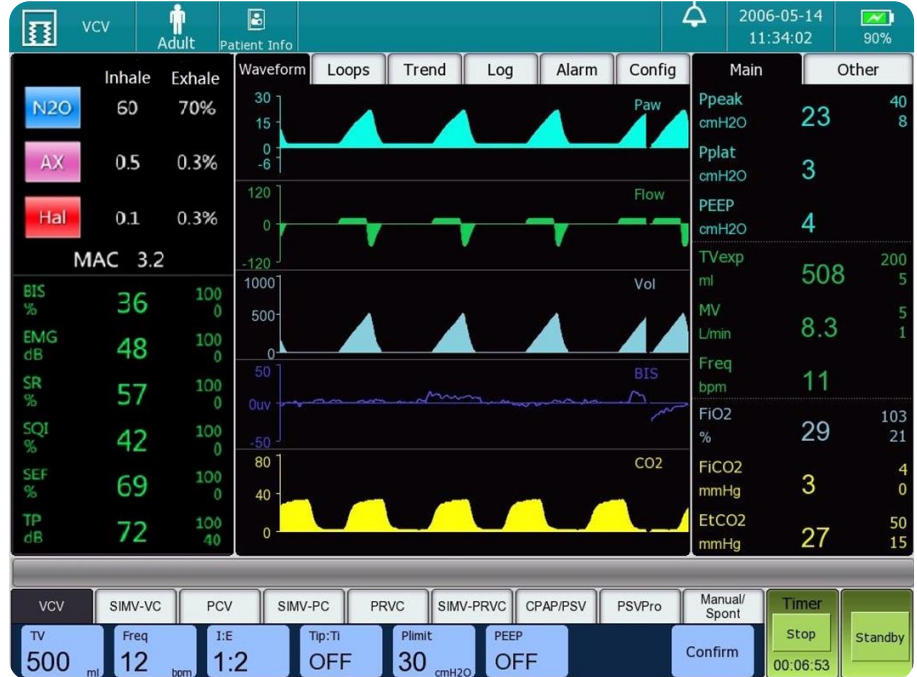 VCV
Adult
Patient Info
2006-05-14
11:34:02
90%
Inhale Exhale
N2O 60 70%
AX 0.5 0.3%
Hal 0.1 0.3%
MAC 3.2
BIS % 36 100 0
EMG dB 48 100 0
SR % 57 100 0
SQI % 42 100 0
SEF % 69 100 0
TP dB 72 100 40
Waveform Loops Trend Log Alarm Config
30
15
0
-6
Paw
120
0
-120
Flow
1000
500
0
Vol
50
0uv
-50
BIS
80
40
0
CO2
Main Other
Ppeak cmH2O 23 40 8
Pplat cmH2O 3
PEEP cmH2O 4
TVexp ml 508 200 5
MV L/min 8.3 5 1
Freq bpm 11
FiO2 % 29 103 21
FiCO2 mmHg 3 4 0
EtCO2 mmHg 27 50 15
VCV SIMV-VC PCV SIMV-PC PRVC SIMV-PRVC CPAP/PSV PSVPro Manual/ Spont
TV 500 ml
Freq 12 bpm
I:E 1:2
Tip:Ti OFF
Plimit 30 cmH2O
PEEP OFF
Confirm
Timer
Stop
00:06:53
Standby